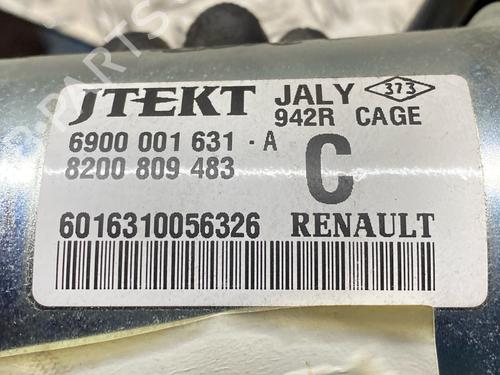 JTEKT JALY 373
942R CAGE
6900 001 631 - A
8200 809 483 C
6016310056326 RENAULT